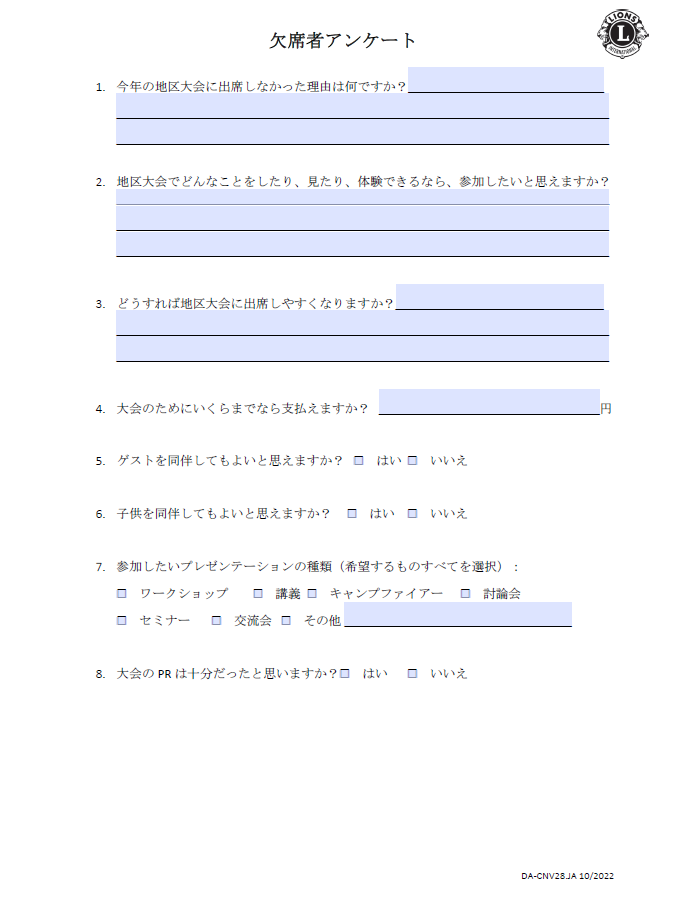 欠席者アンケート
LIONS
L
INTERNATIONAL
1. 今年の地区大会に出席しなかった理由は何ですか？
2. 地区大会でどんなことをしたり、見たり、体験できるなら、参加したいと思えますか？
3. どうすれば地区大会に出席しやすくなりますか？
4. 大会のためにいくらまでなら支払えますか？ 円
5. ゲストを同伴してもよいと思えますか？ □ はい □ いいえ
6. 子供を同伴してもよいと思えますか？ □ はい □ いいえ
7. 参加したいプレゼンテーションの種類（希望するものすべてを選択）：
□ ワークショップ □ 講義 □ キャンプファイアー □ 討論会
□ セミナー □ 交流会 □ その他
8. 大会の PR は十分だったと思いますか？□ はい □ いいえ
DA-CNV28.JA 10/2022